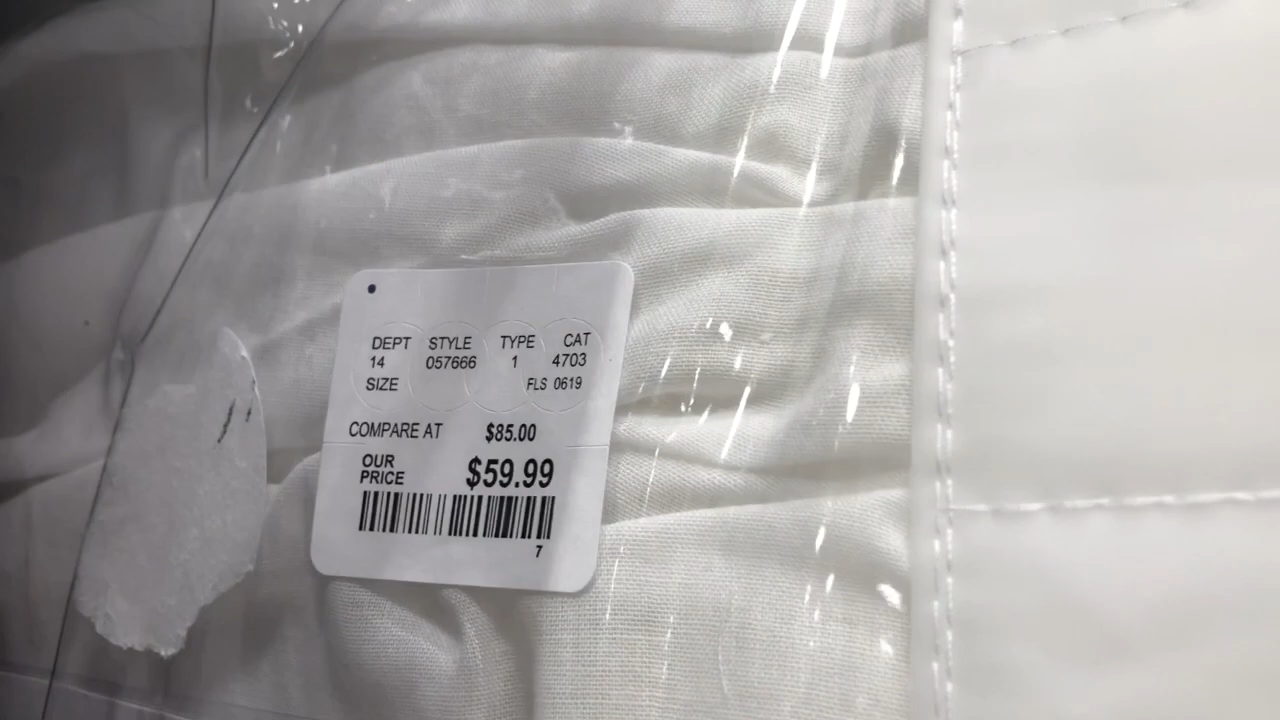 DEPT STYLE TYPE CAT
14 057666 1 4703
SIZE FLS 0619
COMPARE AT $85.00
OUR PRICE $59.99
7